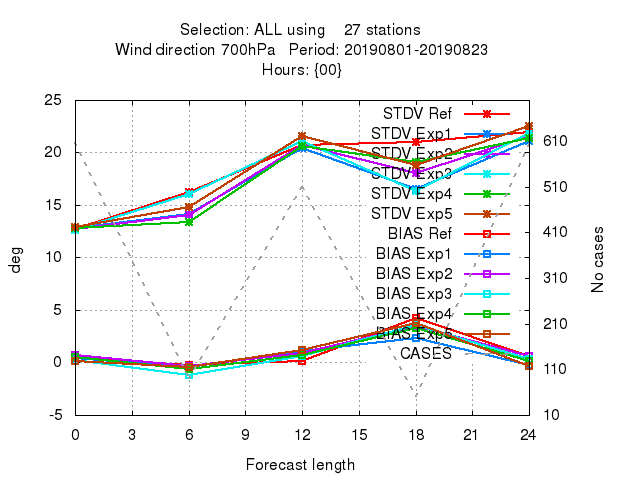 Selection: ALL using 27 stations
Wind direction 700hPa Period: 20190801-20190823
Hours: {00}
25
20
15
10
5
0
-5
deg
610
510
410
310
210
110
10
No cases
STDV Ref
STDV Exp1
STDV Exp2
STDV Exp3
STDV Exp4
STDV Exp5
BIAS Ref
BIAS Exp1
BIAS Exp2
BIAS Exp3
BIAS Exp4
BIAS Exp5
CASES
0 3 6 9 12 15 18 21 24
Forecast length